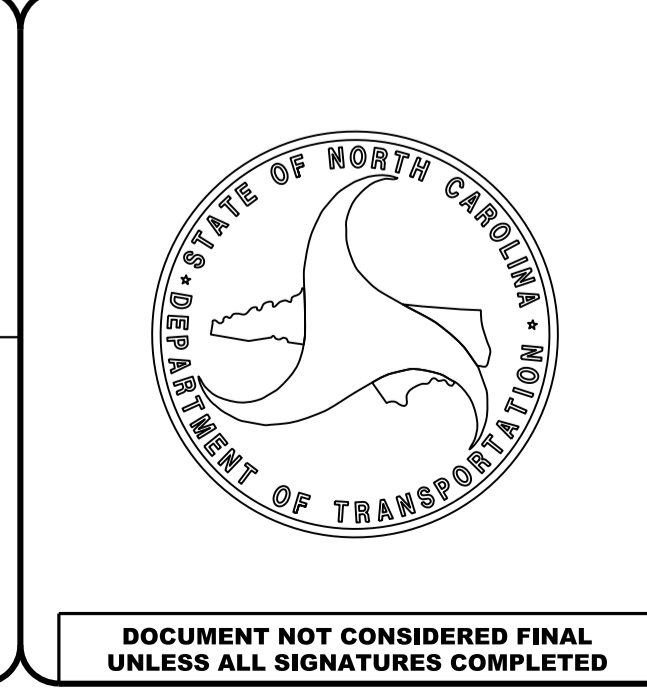 STATE OF NORTH CAROLINA
DEPARTMENT OF TRANSPORTATION
DOCUMENT NOT CONSIDERED FINAL
UNLESS ALL SIGNATURES COMPLETED